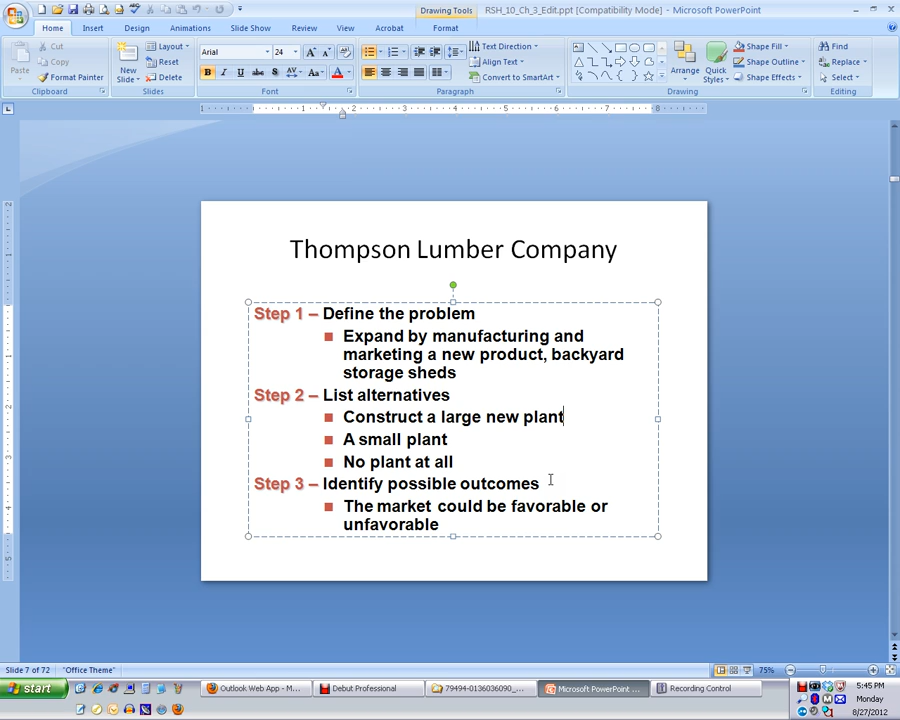 Drawing Tools
RSH_10_Ch_3_Edit.ppt [Compatibility Mode] - Microsoft PowerPoint
Home Insert Design Animations Slide Show Review View Acrobat Format
Cut
Copy
Format Painter
Paste
Clipboard
New
Slide
Layout
Reset
Delete
Slides
Arial 24
B I U abc S AV Aa A
Font
Text Direction
Align Text
Convert to SmartArt
Paragraph
Arrange
Quick
Styles
Shape Fill
Shape Outline
Shape Effects
Drawing
Find
Replace
Select
Editing
Thompson Lumber Company
Step 1 – Define the problem
Expand by manufacturing and
marketing a new product, backyard
storage sheds
Step 2 – List alternatives
Construct a large new plant
A small plant
No plant at all
Step 3 – Identify possible outcomes
The market could be favorable or
unfavorable
Slide 7 of 72 "Office Theme" 75%
start
Outlook Web App - M...
Debut Professional
79494-0136036090_...
Microsoft PowerPoint ...
Recording Control
5:45 PM
Monday
8/27/2012